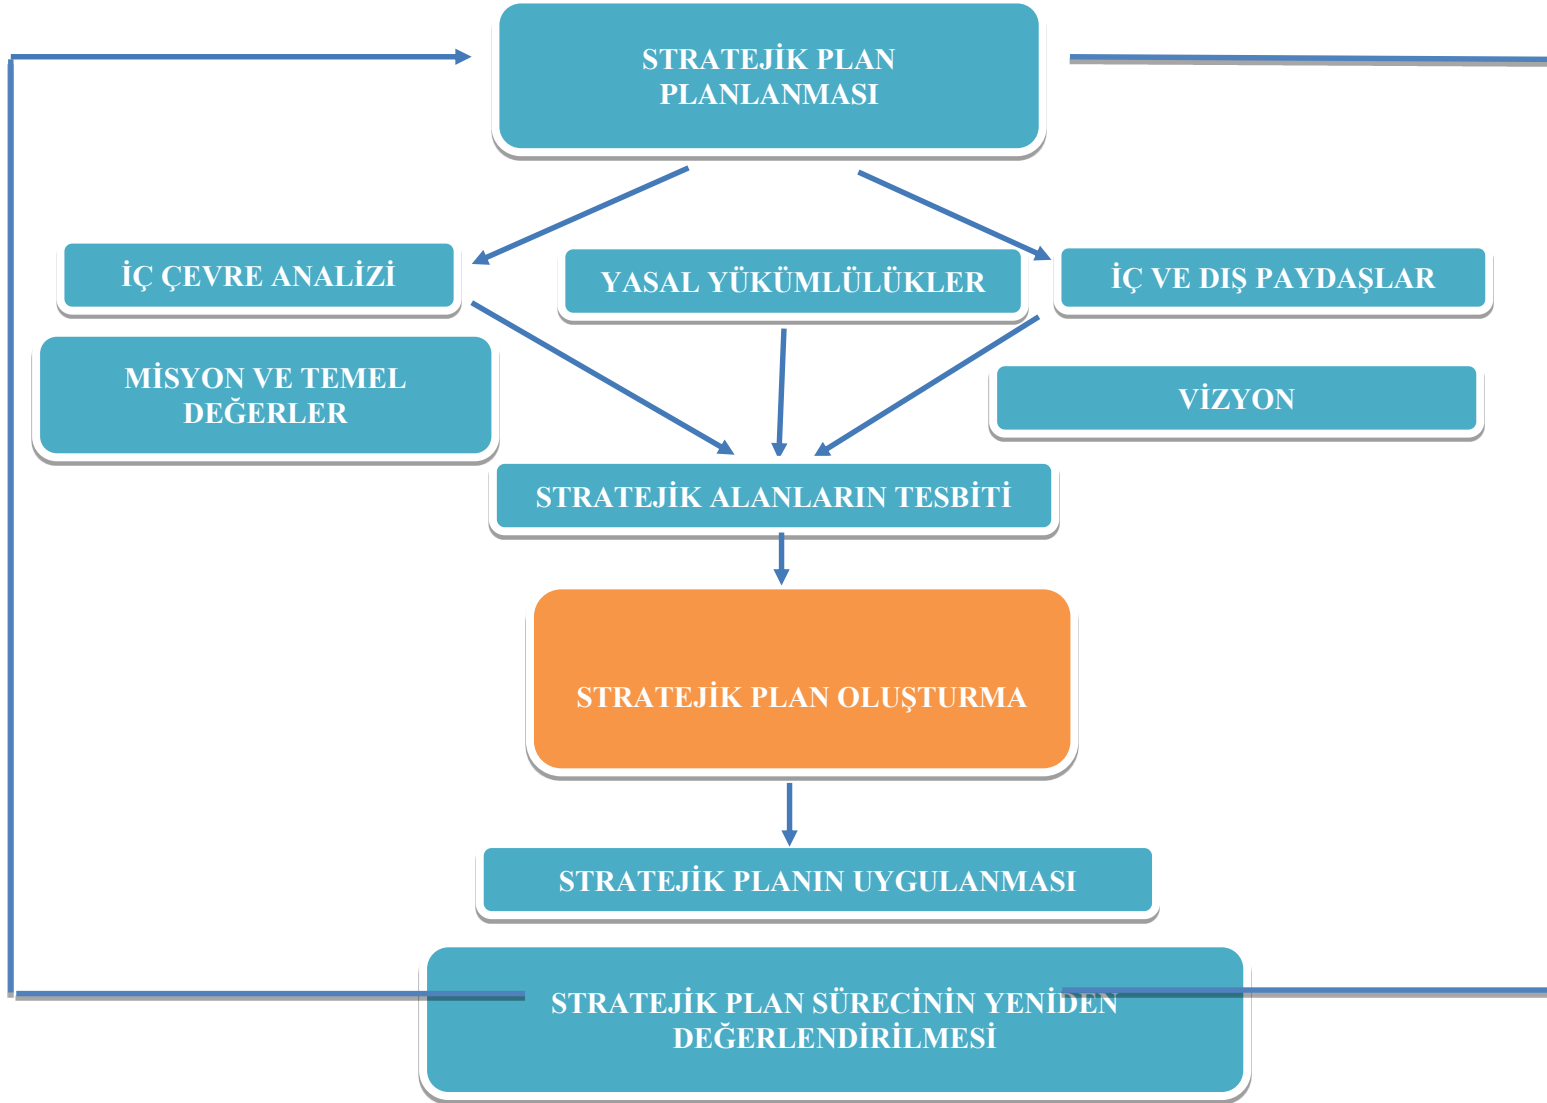 STRATEJİK PLAN
PLANLANMASI
İÇ ÇEVRE ANALİZİ
YASAL YÜKÜMLÜLÜKLER
İÇ VE DIŞ PAYDAŞLAR
MİSYON VE TEMEL
DEĞERLER
VİZYON
STRATEJİK ALANLARIN TESBİTİ
STRATEJİK PLAN OLUŞTURMA
STRATEJİK PLANIN UYGULANMASI
STRATEJİK PLAN SÜRECİNİN YENİDEN
DEĞERLENDİRİLMESİ